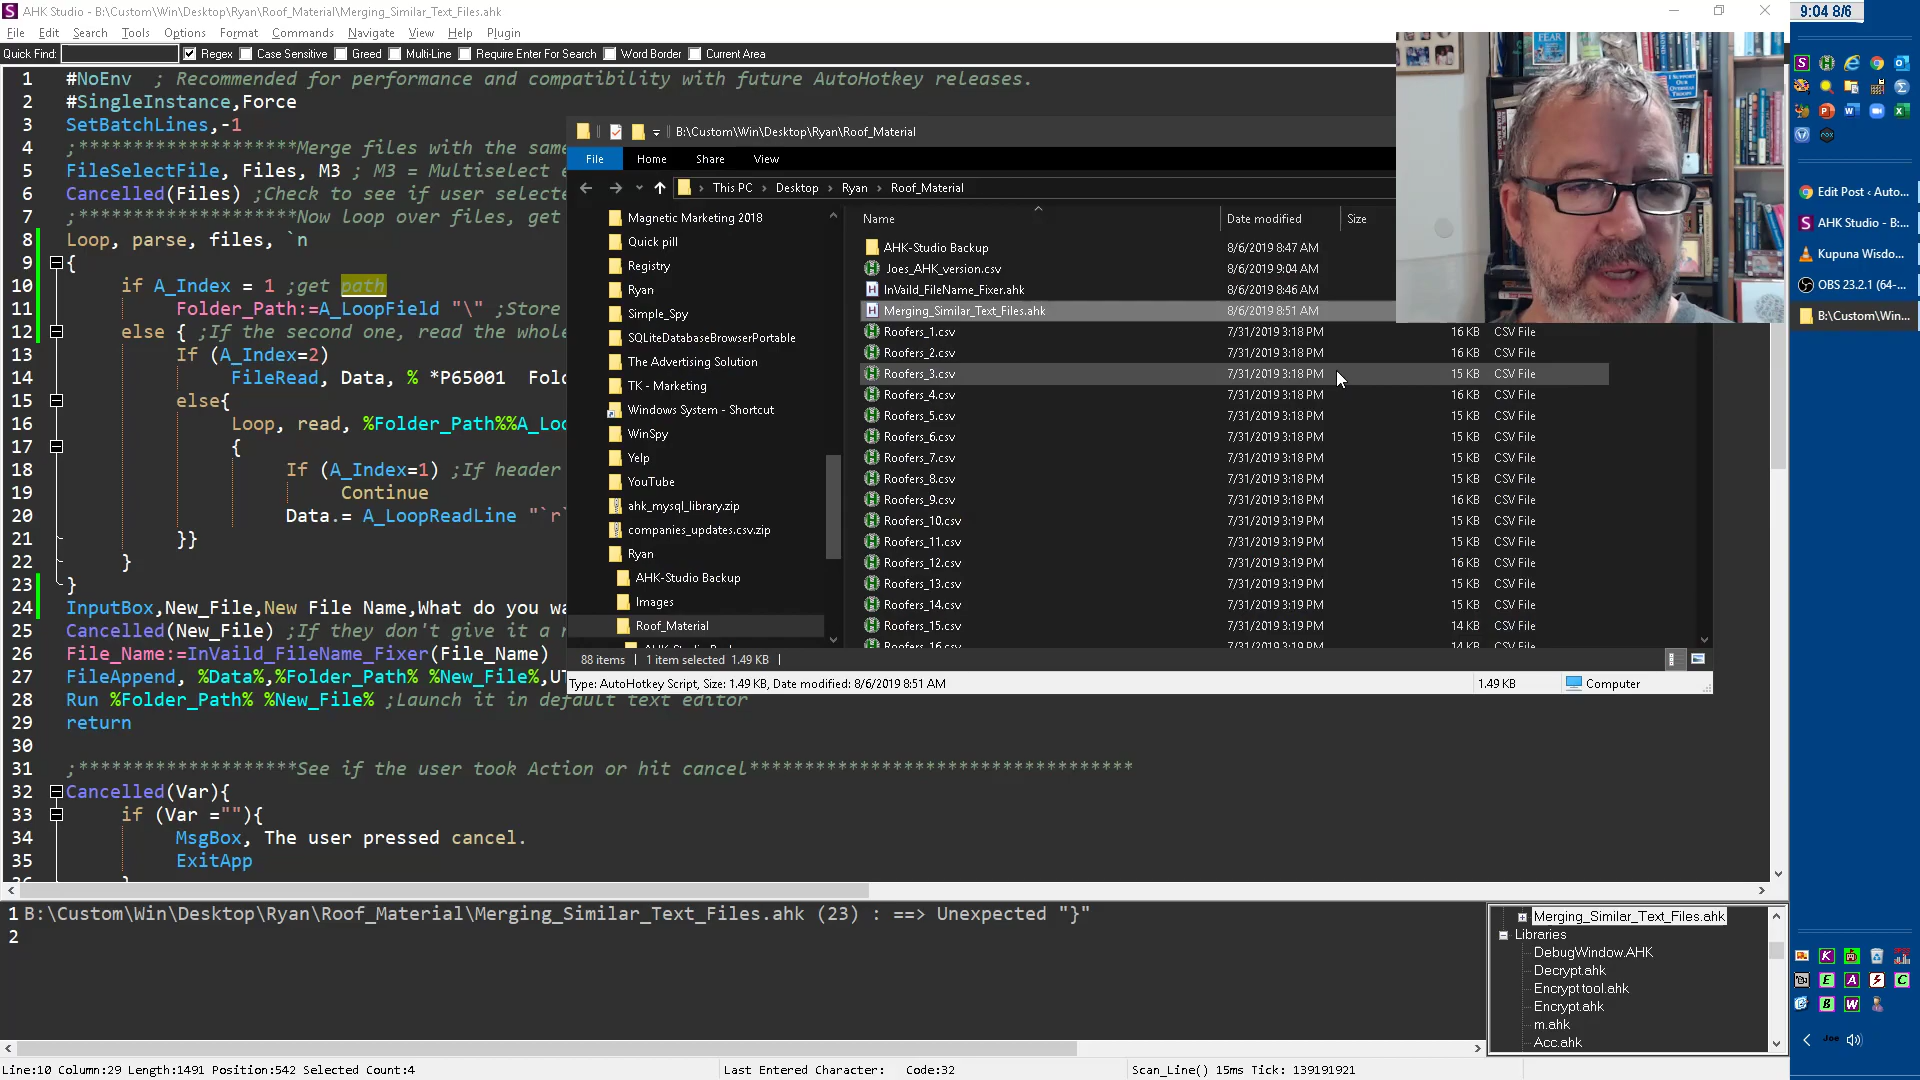 AHK Studio - B:\Custom\Win\Desktop\Ryan\Roof_Material\Merging_Similar_Text_Files.ahk
9:04 8/6
File Edit Search Tools Options Format Commands Navigate View Help Plugin
Quick Find: Regex Case Sensitive Greed Multi-Line Require Enter For Search Word Border Current Area
1 #NoEnv ; Recommended for performance and compatibility with future AutoHotkey releases.
2 #SingleInstance,Force
3 SetBatchLines,-1
4 ;*********************Merge files with the same
5 FileSelectFile, Files, M3 ; M3 = Multiselect e
6 Cancelled(Files) ;Check to see if user selecte
7 ;*********************Now loop over files, get
8 Loop, parse, files, `n
9 {
10 if A_Index = 1 ;get path
11 Folder_Path:=A_LoopField "\" ;Store
12 else { ;If the second one, read the whole
13 If (A_Index=2)
14 FileRead, Data, % *P65001 Fol
15 else{
16 Loop, read, %Folder_Path%%A_Loo
17 {
18 If (A_Index=1) ;If header
19 Continue
20 Data.= A_LoopReadLine "`r`
21 }}
22 }
23 }
24 InputBox,New_File,New File Name,What do you wa
25 Cancelled(New_File) ;If they don't give it a n
26 File_Name:=InVaild_FileName_Fixer(File_Name)
27 FileAppend, %Data%,%Folder_Path% %New_File%,UT
28 Run %Folder_Path% %New_File% ;Launch it in default text editor
29 return
30
31 ;*********************See if the user took Action or hit cancel***********************************
32 Cancelled(Var){
33 if (Var =""){
34 MsgBox, The user pressed cancel.
35 ExitApp
B:\Custom\Win\Desktop\Ryan\Roof_Material
File Home Share View
This PC Desktop Ryan Roof_Material
Magnetic Marketing 2018
Quick pill
Registry
Ryan
Simple_Spy
SQLiteDatabaseBrowserPortable
The Advertising Solution
TK - Marketing
Windows System - Shortcut
WinSpy
Yelp
YouTube
ahk_mysql_library.zip
companies_updates.csv.zip
Ryan
AHK-Studio Backup
Images
Roof_Material
Name Date modified Size
AHK-Studio Backup 8/6/2019 8:47 AM
Joes_AHK_version.csv 8/6/2019 9:04 AM
InVaild_FileName_Fixer.ahk 8/6/2019 8:46 AM
Merging_Similar_Text_Files.ahk 8/6/2019 8:51 AM
Roofers_1.csv 7/31/2019 3:18 PM 16 KB CSV File
Roofers_2.csv 7/31/2019 3:18 PM 16 KB CSV File
Roofers_3.csv 7/31/2019 3:18 PM 15 KB CSV File
Roofers_4.csv 7/31/2019 3:18 PM 16 KB CSV File
Roofers_5.csv 7/31/2019 3:18 PM 15 KB CSV File
Roofers_6.csv 7/31/2019 3:18 PM 15 KB CSV File
Roofers_7.csv 7/31/2019 3:18 PM 15 KB CSV File
Roofers_8.csv 7/31/2019 3:18 PM 15 KB CSV File
Roofers_9.csv 7/31/2019 3:18 PM 16 KB CSV File
Roofers_10.csv 7/31/2019 3:19 PM 15 KB CSV File
Roofers_11.csv 7/31/2019 3:19 PM 15 KB CSV File
Roofers_12.csv 7/31/2019 3:19 PM 16 KB CSV File
Roofers_13.csv 7/31/2019 3:19 PM 15 KB CSV File
Roofers_14.csv 7/31/2019 3:19 PM 15 KB CSV File
Roofers_15.csv 7/31/2019 3:19 PM 14 KB CSV File
Roofers_16.csv 7/31/2019 3:19 PM 14 KB CSV File
88 items 1 item selected 1.49 KB
Type: AutoHotkey Script, Size: 1.49 KB, Date modified: 8/6/2019 8:51 AM 1.49 KB Computer
FEAR
I SUPPORT OUR OVERSEAS TROOPS
Edit Post ‹ Auto...
AHK Studio - B:...
Kupuna Wisdo...
OBS 23.2.1 (64-...
B:\Custom\Win...
1 B:\Custom\Win\Desktop\Ryan\Roof_Material\Merging_Similar_Text_Files.ahk (23) : ==> Unexpected "}"
2
Merging_Similar_Text_Files.ahk
Libraries
DebugWindow.AHK
Decrypt.ahk
Encrypt tool.ahk
Encrypt.ahk
m.ahk
Acc.ahk
Joe
Line:10 Column:29 Length:1491 Position:542 Selected Count:4 Last Entered Character: Code:32 Scan_Line() 15ms Tick: 139191921